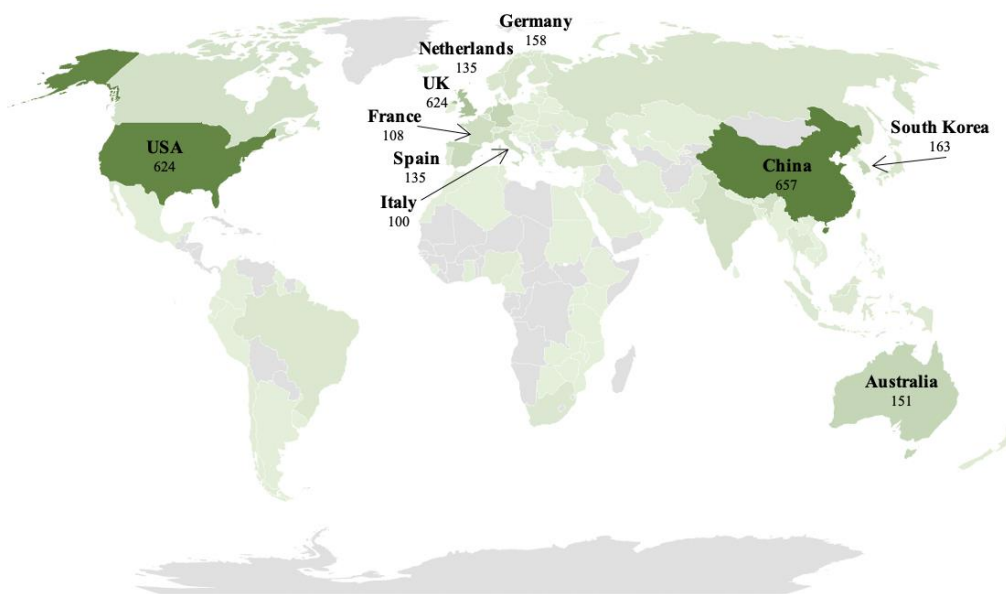 Germany
158
Netherlands
135
UK
624
France
108
Spain
135
Italy
100
USA
624
China
657
South Korea
163
Australia
151